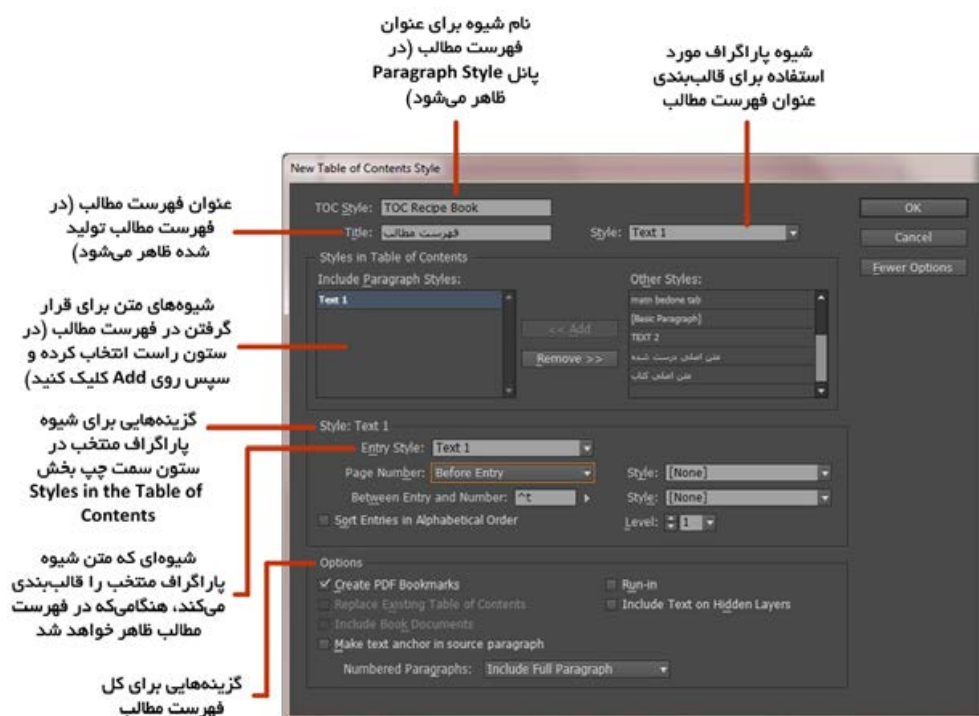 نام شیوه برای عنوان
فهرست مطالب (در
پانل Paragraph Style
ظاهر می‌شود)
شیوه پاراگراف مورد
استفاده برای قالب‌بندی
عنوان فهرست مطالب
عنوان فهرست مطالب (در
فهرست مطالب تولید
شده ظاهر می‌شود)
شیوه‌های متن برای قرار
گرفتن در فهرست مطالب (در
ستون راست انتخاب کرده و
سپس روی Add کلیک کنید)
گزینه‌هایی برای شیوه
پاراگراف منتخب در
ستون سمت چپ بخش
Styles in the Table of
Contents
شیوه‌ای که متن شیوه
پاراگراف منتخب را قالب‌بندی
می‌کند، هنگامی‌که در فهرست
مطالب ظاهر خواهد شد
گزینه‌هایی برای کل
فهرست مطالب
New Table of Contents Style
TOC Style: TOC Recipe Book
Title: فهرست مطالب
Style: Text 1
OK
Cancel
Fewer Options
Styles in Table of Contents
Include Paragraph Styles:
Text 1
<< Add
Remove >>
Other Styles:
matn bedone tab
[Basic Paragraph]
TEXT 2
متن اصلی درست شده
متن اصلی کتاب
Style: Text 1
Entry Style: Text 1
Page Number: Before Entry
Style: [None]
Between Entry and Number: ^t
Style: [None]
Sort Entries in Alphabetical Order
Level: 1
Options
Create PDF Bookmarks
Run-in
Replace Existing Table of Contents
Include Text on Hidden Layers
Include Book Documents
Make text anchor in source paragraph
Numbered Paragraphs: Include Full Paragraph